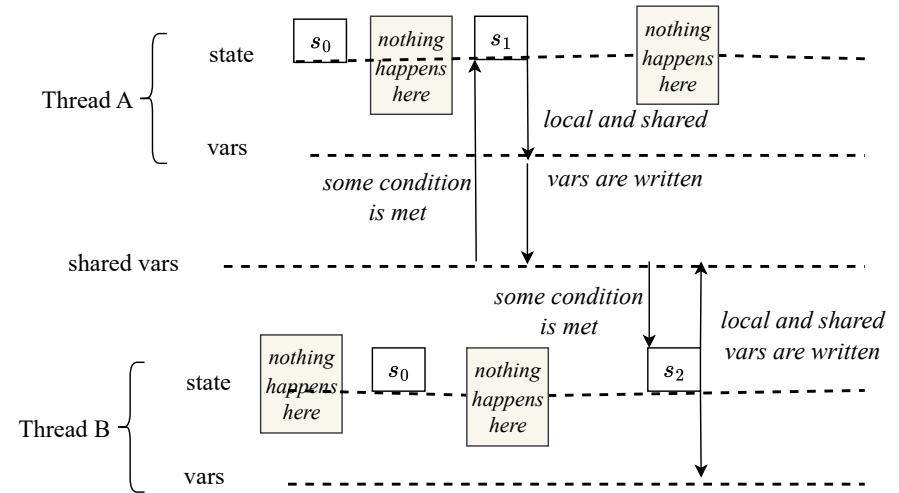 s0
nothing
happens
here
s1
nothing
happens
here
state
Thread A
local and shared
vars
vars are written
some condition
is met
shared vars
some condition
is met
local and shared
vars are written
nothing
happens
here
s0
nothing
happens
here
s2
state
Thread B
vars